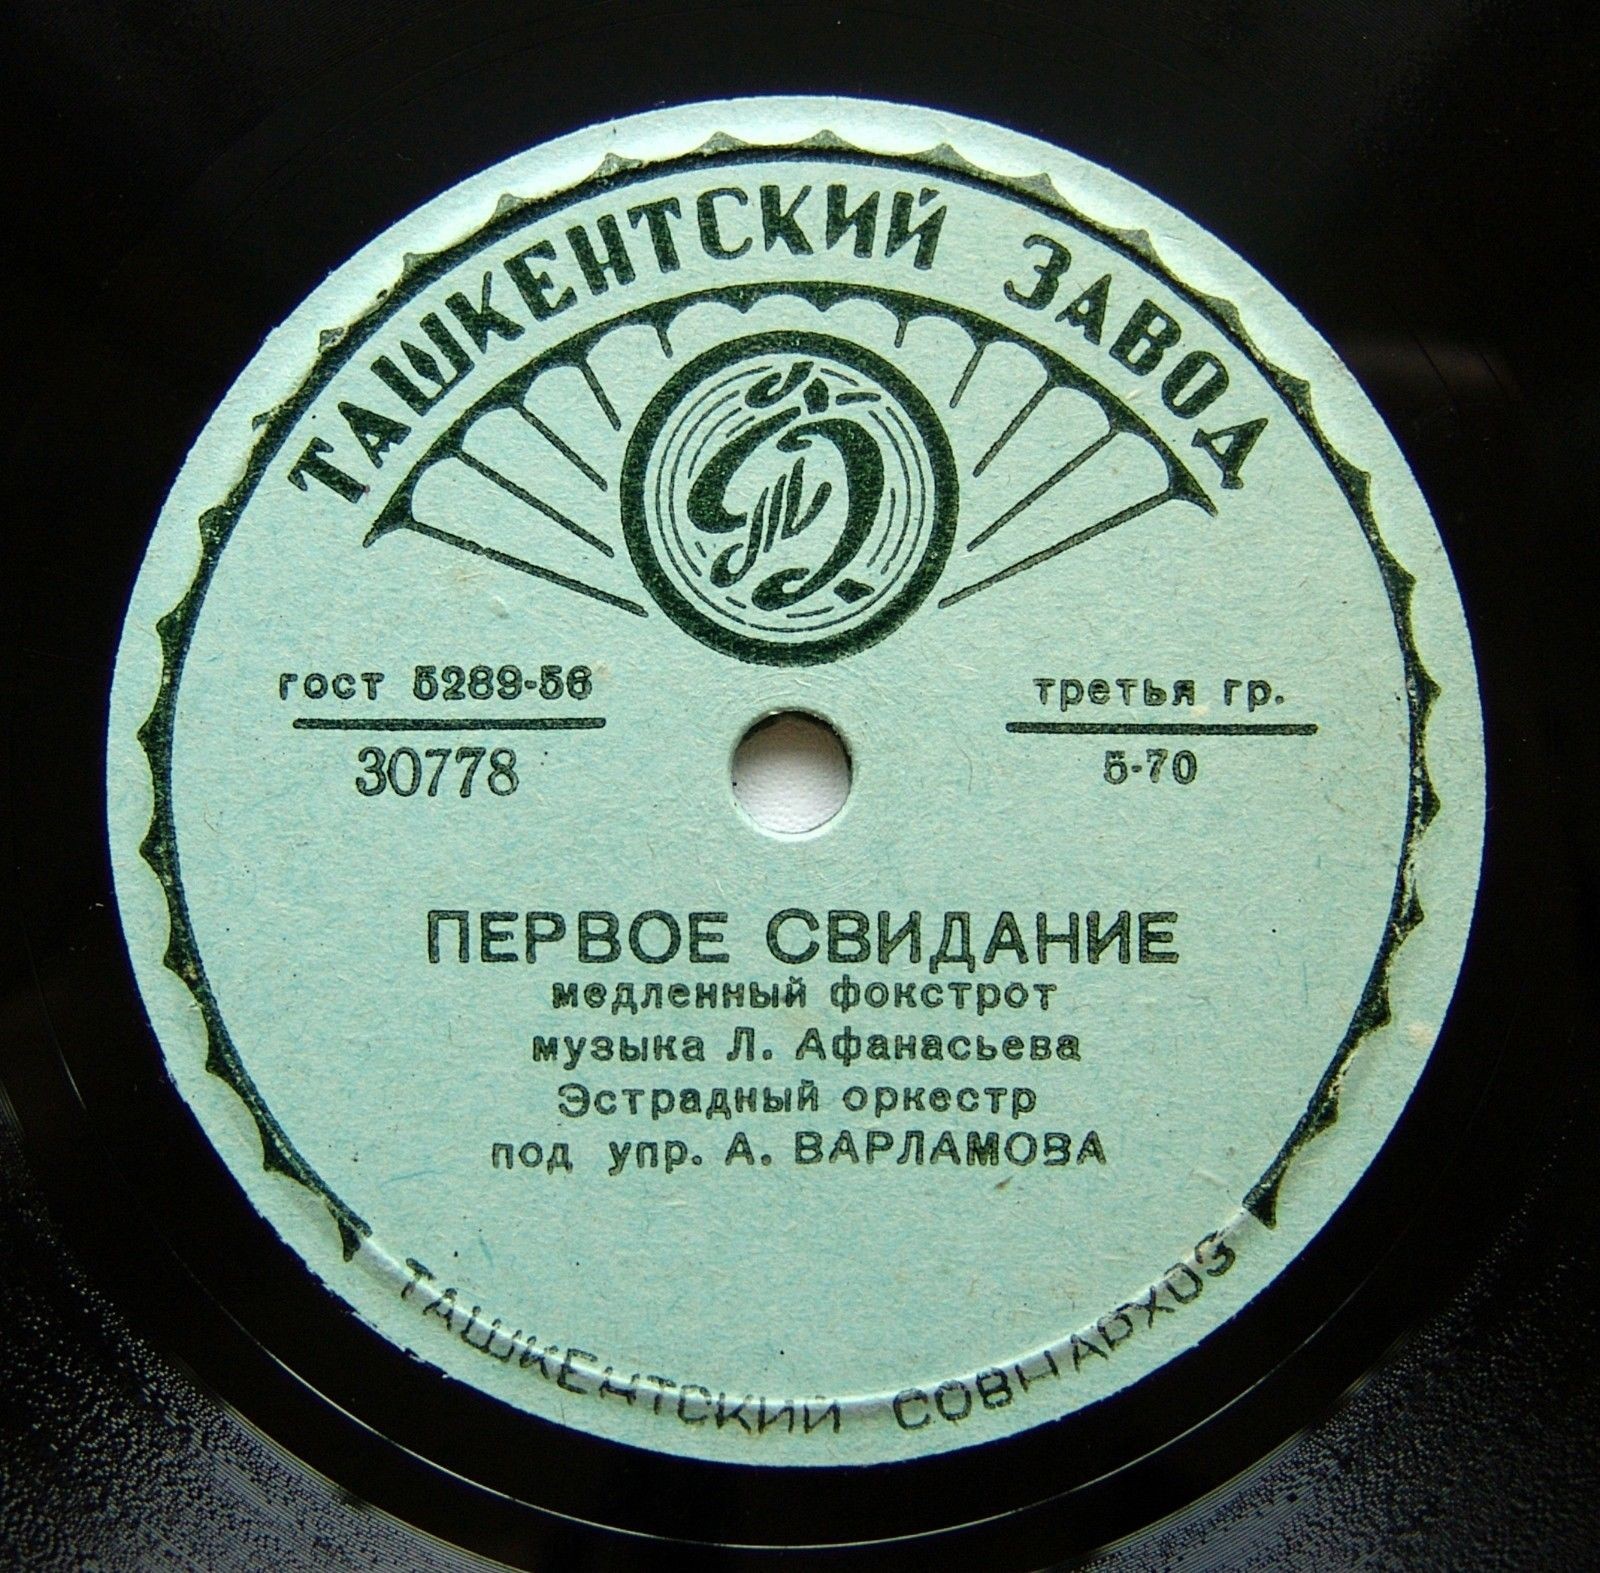 ТАШКЕНТСКИЙ ЗАВОД
гост 5289-56
30778
третья гр.
5-70
ПЕРВОЕ СВИДАНИЕ
медленный фокстрот
музыка Л. Афанасьева
Эстрадный оркестр
под упр. А. ВАРЛАМОВА
ТАШКЕНТСКИЙ СОВНАРХОЗ